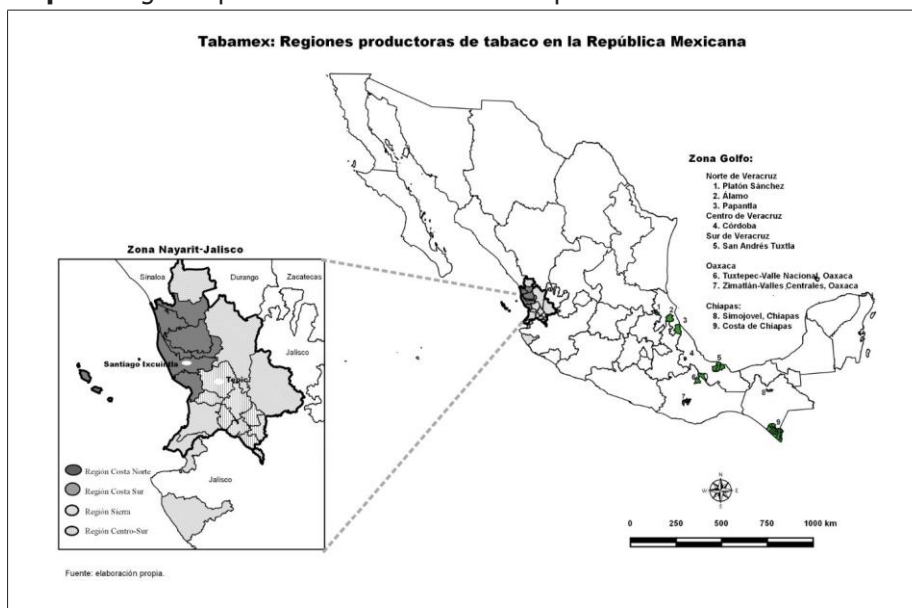 Tabamex: Regiones productoras de tabaco en la República Mexicana
Zona Golfo:
Norte de Veracruz
1. Platón Sánchez
2. Álamo
3. Papantla
Centro de Veracruz
4. Córdoba
Sur de Veracruz
5. San Andrés Tuxtla
Oaxaca
6. Tuxtepec-Valle Nacional, Oaxaca
7. Zimatlán-Valles Centrales, Oaxaca
Chiapas:
8. Simojovel, Chiapas
9. Costa de Chiapas
Zona Nayarit-Jalisco
Sinaloa
Durango
Zacatecas
Jalisco
Santiago Ixcuintla
Tepic
Jalisco
Región Costa Norte
Región Costa Sur
Región Sierra
Región Centro-Sur
2
3
4
5
6
7
8
9
N
W
E
S
0 250 500 750 1000 km
Fuente: elaboración propia.